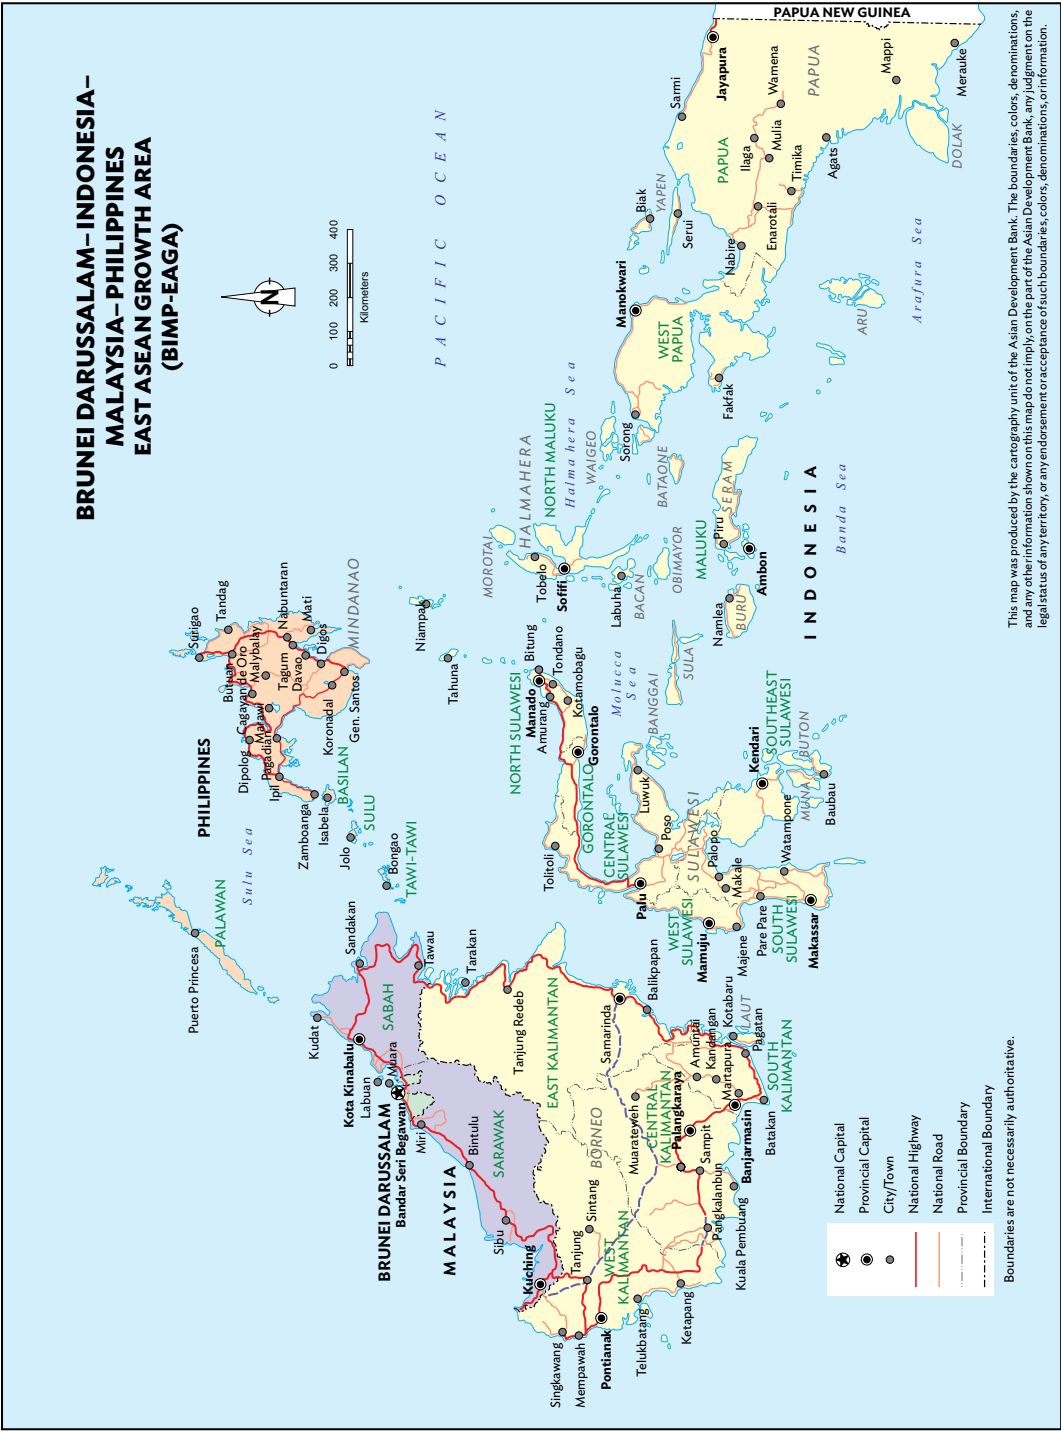 BRUNEI DARUSSALAM–INDONESIA–
MALAYSIA–PHILIPPINES
EAST ASEAN GROWTH AREA
(BIMP-EAGA)
N
0 100 200 300 400
Kilometers
PACIFIC OCEAN
PHILIPPINES
Sulu Sea
PALAWAN
Puerto Princesa
Surigao
Tandag
Butuan
Cagayan de Oro
Malybalay
Nabunturan
Mati
Tagum
Davao
Digos
MINDANAO
Dipolog
Marawi
Pagadian
Ipil
Koronadal
Gen. Santos
Zamboanga
Isabela
BASILAN
Jolo
SULU
Bongao
TAWI-TAWI
Kudat
Sandakan
Kota Kinabalu
SABAH
Tawau
Labuan
Muara
BRUNEI DARUSSALAM
Bandar Seri Begawan
Miri
Bintulu
SARAWAK
MALAYSIA
Sibu
Kuching
Tarakan
Tanjung Redeb
EAST KALIMANTAN
Samarinda
Balikpapan
BORNEO
Muarateweh
CENTRAL
KALIMANTAN
Palangkaraya
Sampit
Amuntai
Kandangan
Martapura
Kotabaru
LAUT
Pagatan
SOUTH
KALIMANTAN
Banjarmasin
Batakan
Singkawang
Mempawah
Pontianak
Tanjung
Sintang
WEST
KALIMANTAN
Telukbatang
Ketapang
Pangkalanbun
Kuala Pembuang
Niampak
Tahuna
NORTH SULAWESI
Bitung
Manado
Tondano
Amurang
Kotamobagu
Gorontalo
GORONTALO
Tolitoli
CENTRAL
SULAWESI
Palu
Poso
Luwuk
BANGGAI
Molucca
Sea
SULA
SULAWESI
WEST
SULAWESI
Mamuju
Majene
Palopo
Makale
Pare Pare
SOUTH
SULAWESI
Makassar
Watampone
Kendari
SOUTHEAST
SULAWESI
MUNA
BUTON
Baubau
MOROTAI
HALMAHERA
NORTH MALUKU
Halmahera Sea
Tobelo
Sofifi
Labuha
BACAN
OBIMAYOR
WAIGEO
BATAONE
MALUKU
Piru
SERAM
Ambon
Namlea
BURU
INDONESIA
Banda Sea
Sorong
Manokwari
WEST
PAPUA
Fakfak
Biak
YAPEN
Serui
Sarmi
Jayapura
PAPUA NEW GUINEA
PAPUA
PAPUA
Wamena
Mulia
Ilaga
Timika
Enarotali
Nabire
Agats
Mappi
Merauke
DOLAK
ARU
Arafura Sea
National Capital
Provincial Capital
City/Town
National Highway
National Road
Provincial Boundary
International Boundary
Boundaries are not necessarily authoritative.
This map was produced by the cartography unit of the Asian Development Bank. The boundaries, colors, denominations,
and any other information shown on this map do not imply, on the part of the Asian Development Bank, any judgment on the
legal status of any territory, or any endorsement or acceptance of such boundaries, colors, denominations, or information.